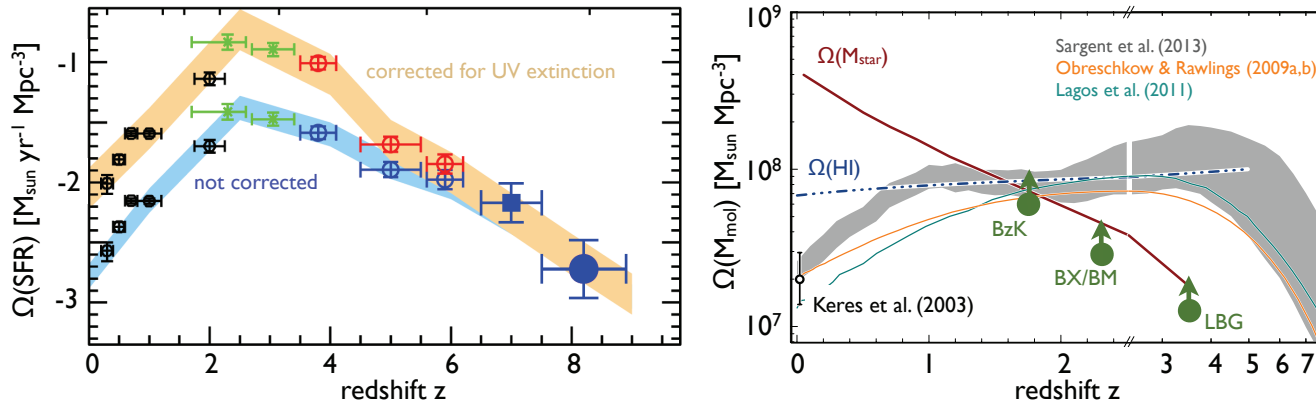 Ω(SFR) [Msun yr-1 Mpc-3]
-1
-2
-3
corrected for UV extinction
not corrected
0 2 4 6 8
redshift z
Ω(Mmol) [Msun Mpc-3]
10⁹
10⁸
10⁷
Ω(Mstar)
Sargent et al. (2013)
Obreschkow & Rawlings (2009a,b)
Lagos et al. (2011)
Ω(HI)
BzK
BX/BM
Keres et al. (2003)
LBG
0 1 2 3 4 5 6 7
redshift z